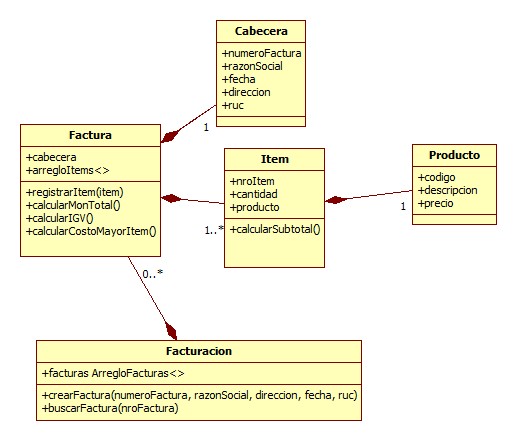 Cabecera
+numeroFactura
+razonSocial
+fecha
+direccion
+ruc
1
Factura
+cabecera
+arregloItems<>
+registrarItem(item)
+calcularMonTotal()
+calcularIGV()
+calcularCostoMayorItem()
Item
+nroItem
+cantidad
+producto
+calcularSubtotal()
1..*
Producto
+codigo
+descripcion
+precio
1
0..*
Facturacion
+facturas ArregloFacturas<>
+crearFactura(numeroFactura, razonSocial, direccion, fecha, ruc)
+buscarFactura(nroFactura)